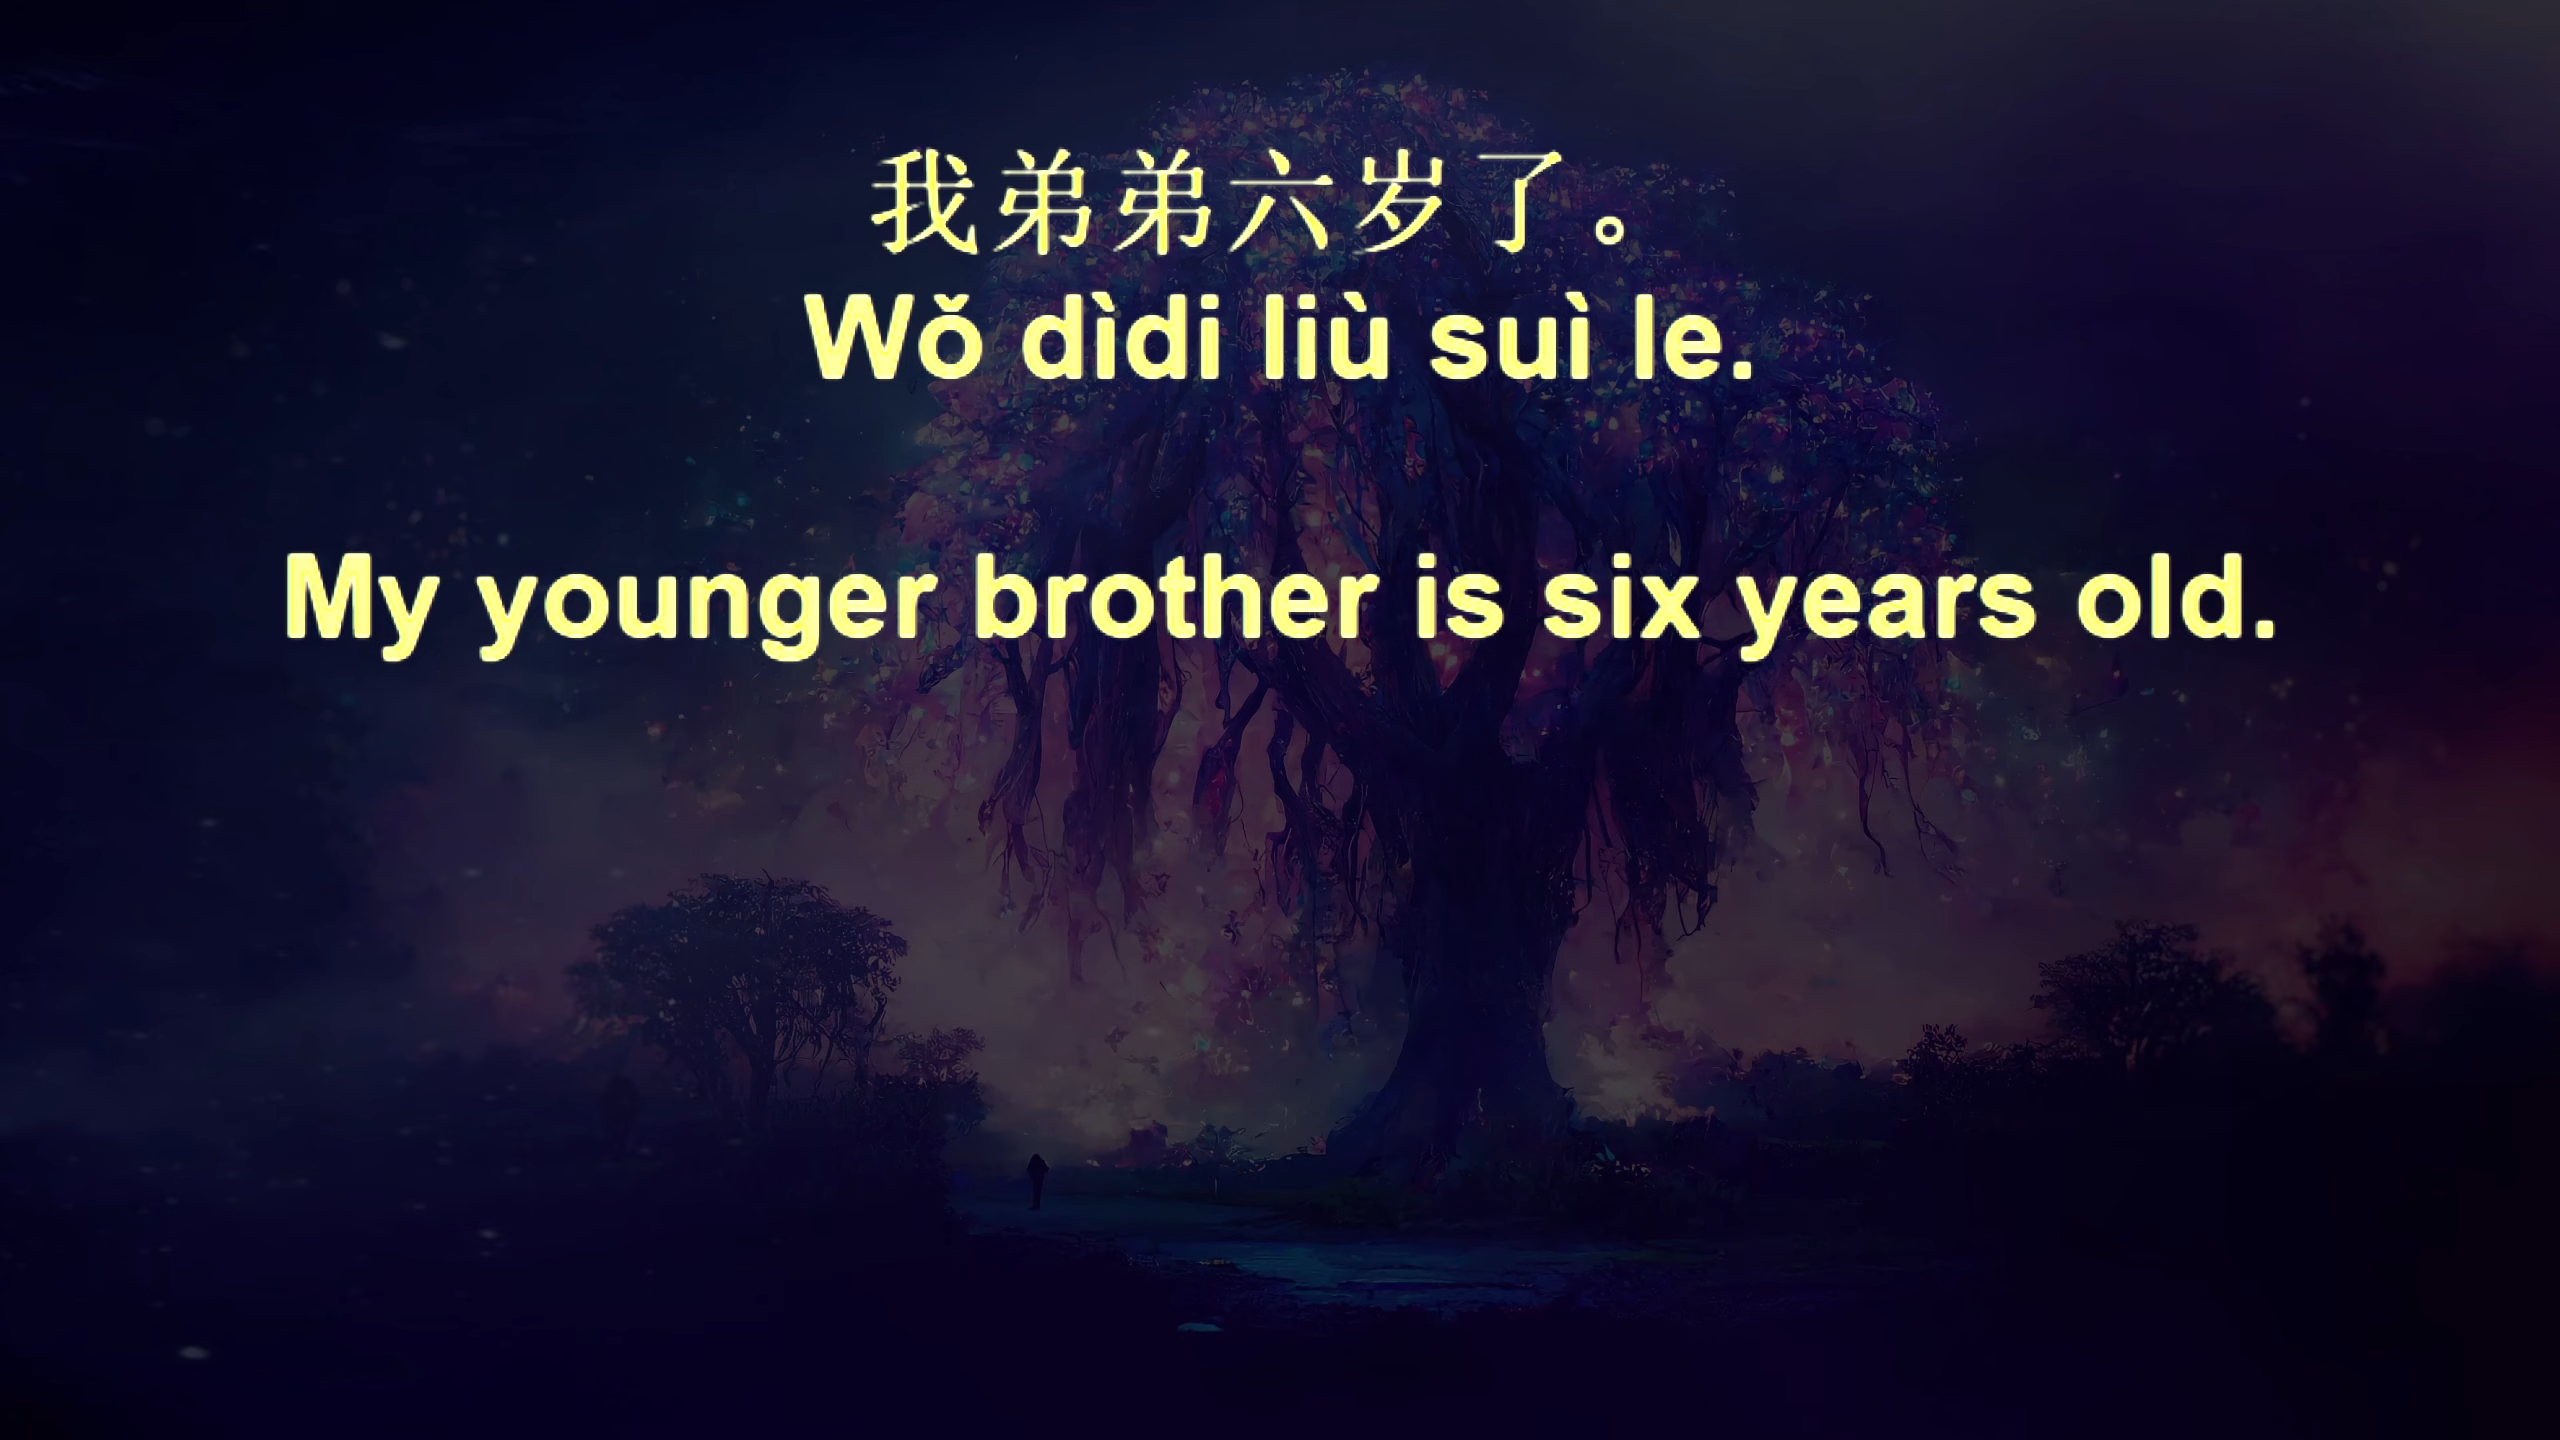 我弟弟六岁了。
Wǒ dìdi liù suì le.
My younger brother is six years old.